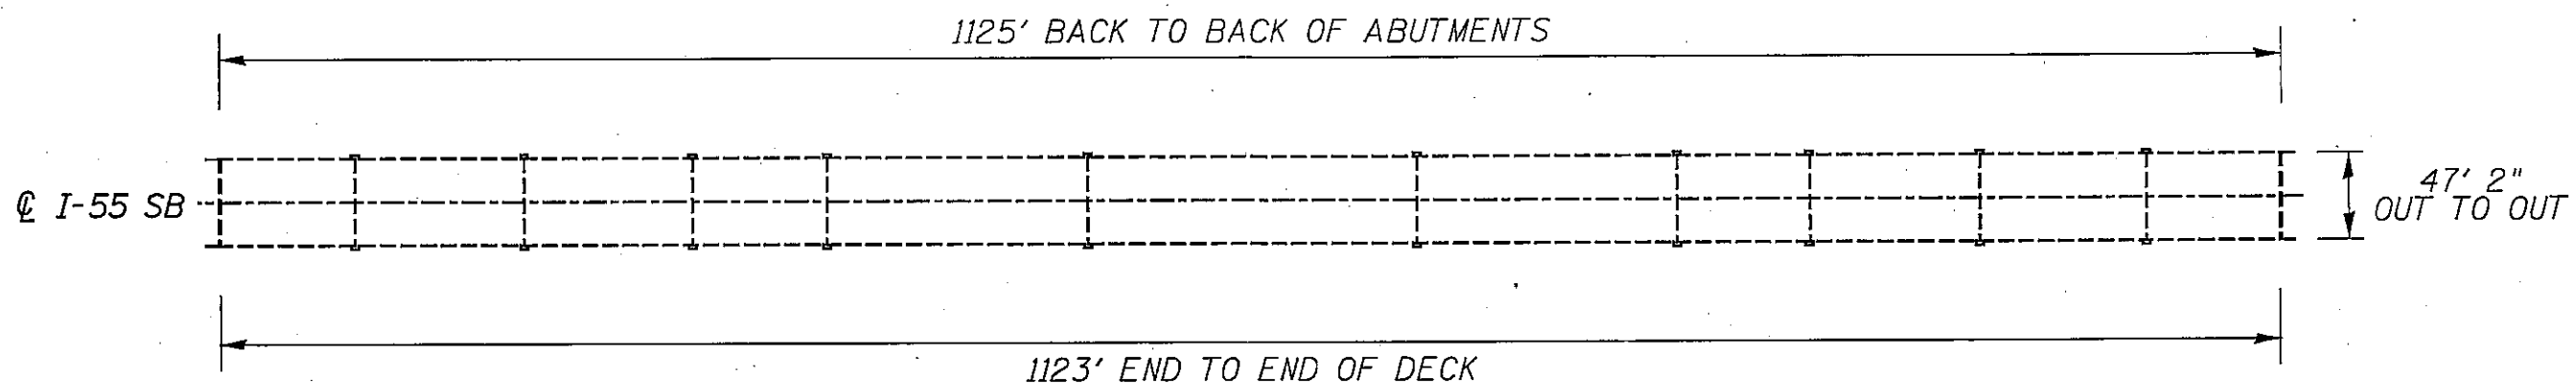 1125' BACK TO BACK OF ABUTMENTS
℄ I-55 SB
47' 2"
OUT TO OUT
1123' END TO END OF DECK